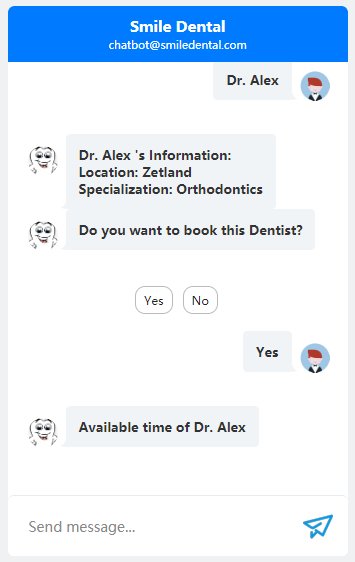 Smile Dental
chatbot@smiledental.com
Dr. Alex
Dr. Alex 's Information:
Location: Zetland
Specialization: Orthodontics
Do you want to book this Dentist?
Yes No
Yes
Available time of Dr. Alex
Send message...